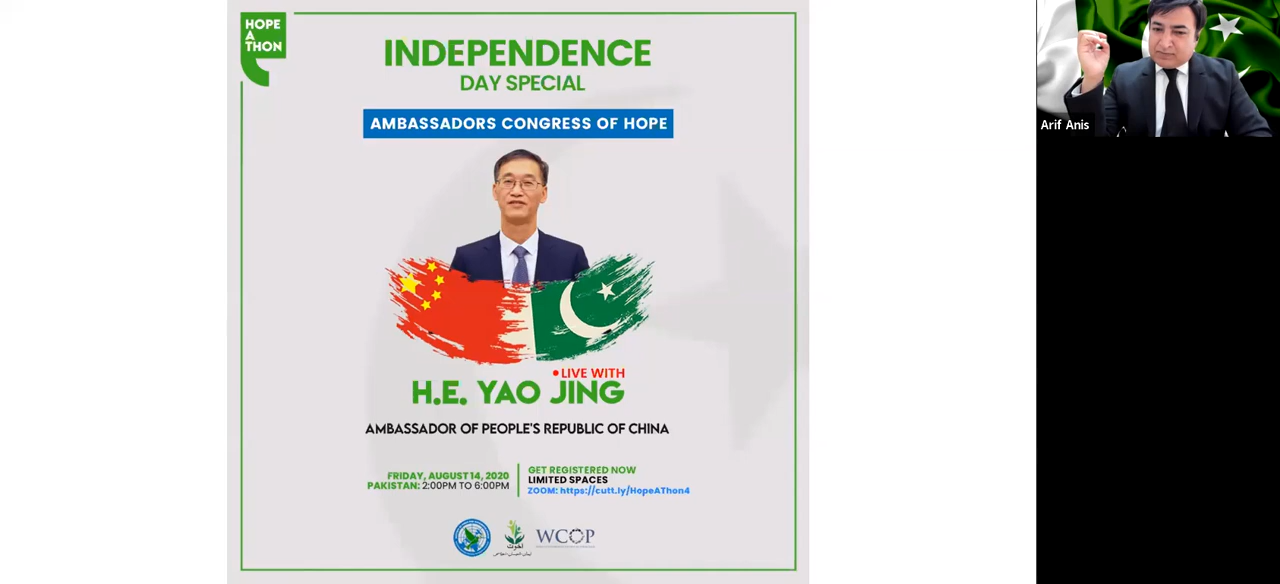 HOPE
A
THON
INDEPENDENCE
DAY SPECIAL
AMBASSADORS CONGRESS OF HOPE
• LIVE WITH
H.E. YAO JING
AMBASSADOR OF PEOPLE'S REPUBLIC OF CHINA
FRIDAY, AUGUST 14, 2020
PAKISTAN: 2:00PM TO 6:00PM
GET REGISTERED NOW
LIMITED SPACES
ZOOM: https://cutt.ly/HopeAThon4
اخوت
WCOP
Arif Anis